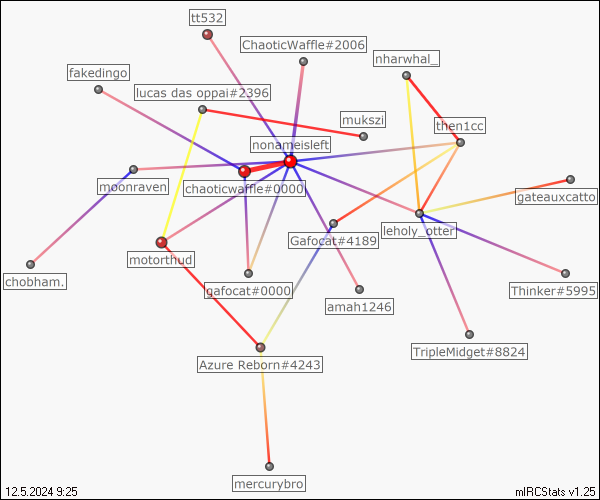 tt532
ChaoticWaffle#2006
nharwhal_
fakedingo
lucas das oppai#2396
mukszi
then1cc
nonameisleft
moonraven
chaoticwaffle#0000
gateauxcatto
leholy_otter
Gafocat#4189
motorthud
chobham.
gafocat#0000
Thinker#5995
amah1246
TripleMidget#8824
Azure Reborn#4243
mercurybro
12.5.2024 9:25
mIRCStats v1.25